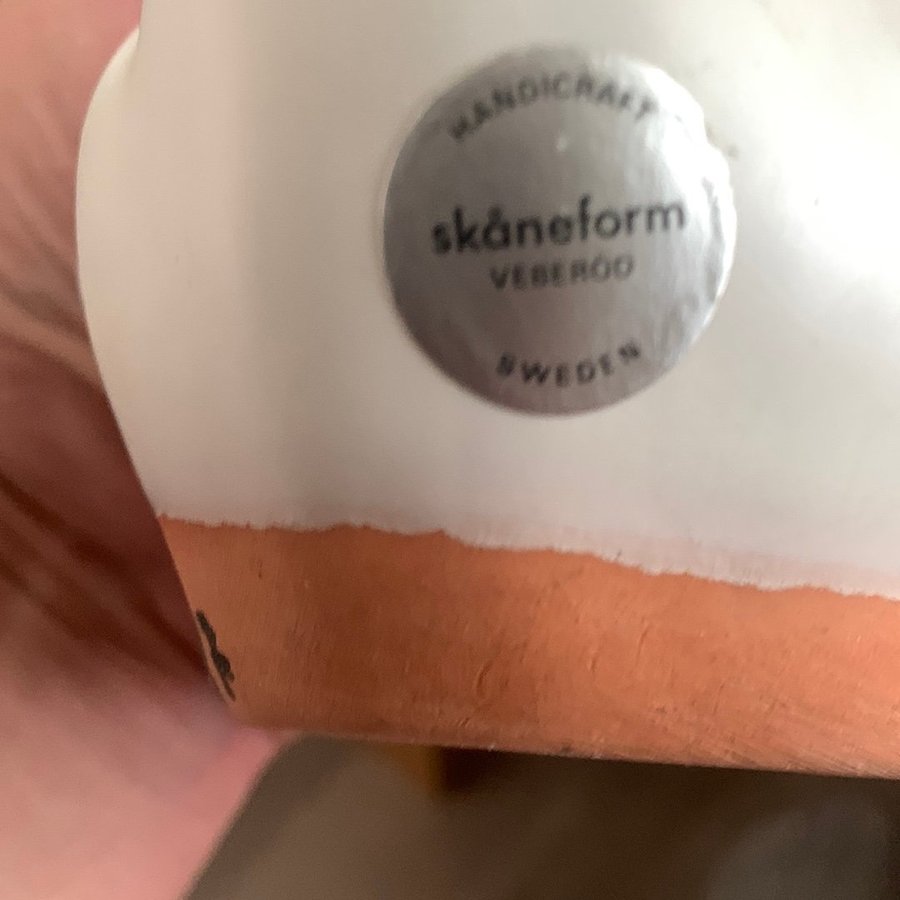 HANDICRAFT
skåneform
VEBERÖD
SWEDEN